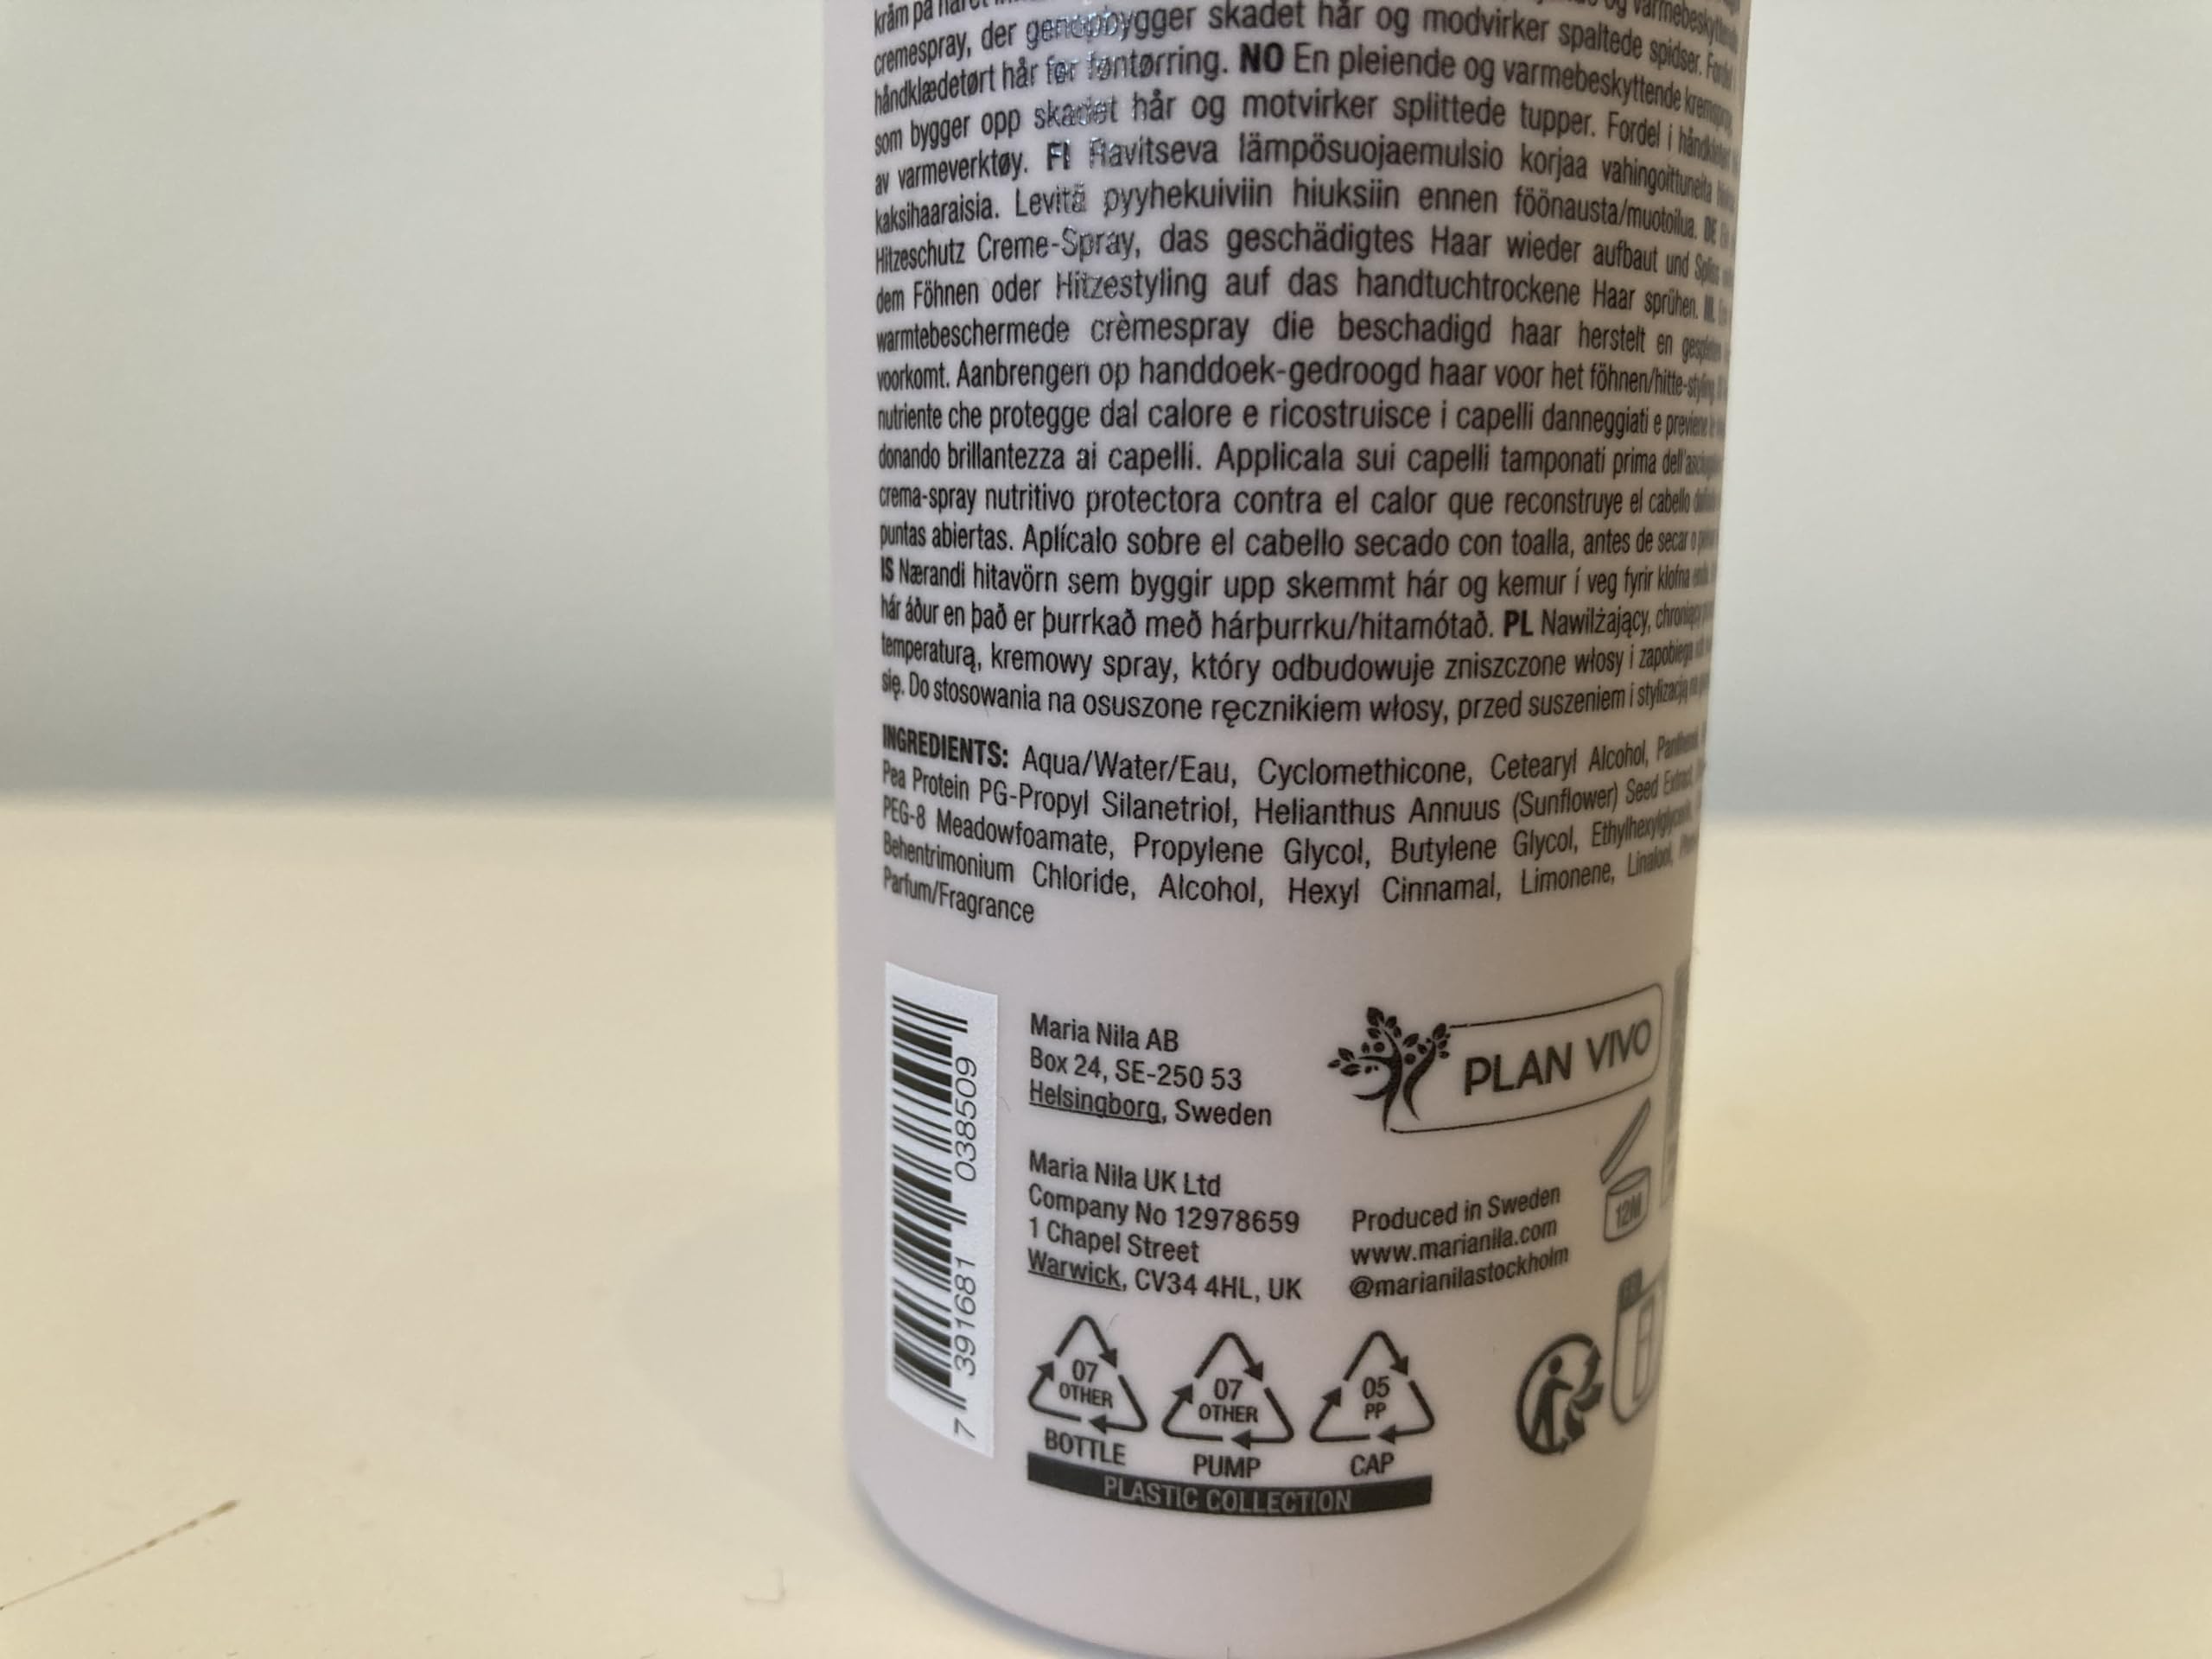 kräm på håret
cremespray, der genopbygger skadet hår og modvirker spaltede spidser.
håndklædetørt hår før føntørring. NO En pleiende og varmebeskyttende
som bygger opp skadet hår og motvirker splittede tupper. Fordel i
av varmeverktøy. FI Ravitseva lämpösuojaemulsio korjaa vahingoittuneita
kaksihaaraisia. Levitä pyyhekuiviin hiuksiin ennen föönausta/muotoilua. DE
Hitzeschutz Creme-Spray, das geschädigtes Haar wieder aufbaut und
dem Föhnen oder Hitzestyling auf das handtuchtrockene Haar sprühen.
warmtebeschermede crèmespray die beschadigd haar herstelt en
voorkomt. Aanbrengen op handdoek-gedroogd haar voor het föhnen/hitte-styling.
nutriente che protegge dal calore e ricostruisce i capelli danneggiati e previene
donando brillantezza ai capelli. Applicala sui capelli tamponati prima
crema-spray nutritivo protectora contra el calor que reconstruye el cabello
puntas abiertas. Aplícalo sobre el cabello secado con toalla, antes de secar o
IS Nærandi hitavörn sem byggir upp skemmt hár og kemur í veg fyrir klofna
hár áður en það er þurrkað með hárþurrku/hitamótað. PL Nawilżający,
temperaturą, kremowy spray, który odbudowuje zniszczone włosy i zapobiega
się. Do stosowania na osuszone ręcznikiem włosy, przed suszeniem i stylizacją
INGREDIENTS: Aqua/Water/Eau, Cyclomethicone, Cetearyl Alcohol,
Pea Protein PG-Propyl Silanetriol, Helianthus Annuus (Sunflower) Seed Extract,
PEG-8 Meadowfoamate, Propylene Glycol, Butylene Glycol, Ethylhexylglycerin,
Behentrimonium Chloride, Alcohol, Hexyl Cinnamal, Limonene, Linalool,
Parfum/Fragrance
7 391681 038509
Maria Nila AB
Box 24, SE-250 53
Helsingborg, Sweden
PLAN VIVO
Maria Nila UK Ltd
Company No 12978659
1 Chapel Street
Warwick, CV34 4HL, UK
Produced in Sweden
www.marianila.com
@marianilastockholm
12M
07
OTHER
BOTTLE
07
OTHER
PUMP
05
PP
CAP
PLASTIC COLLECTION